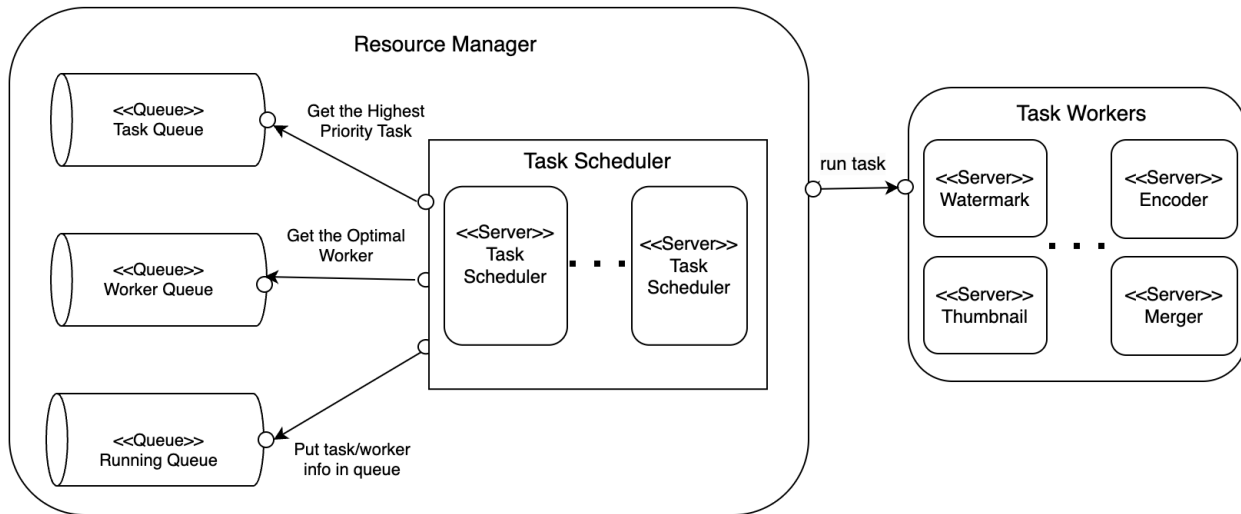 Resource Manager
<<Queue>>
Task Queue
Get the Highest
Priority Task
<<Queue>>
Worker Queue
Get the Optimal
Worker
<<Queue>>
Running Queue
Put task/worker
info in queue
Task Scheduler
<<Server>>
Task
Scheduler
<<Server>>
Task
Scheduler
run task
Task Workers
<<Server>>
Watermark
<<Server>>
Encoder
<<Server>>
Thumbnail
<<Server>>
Merger